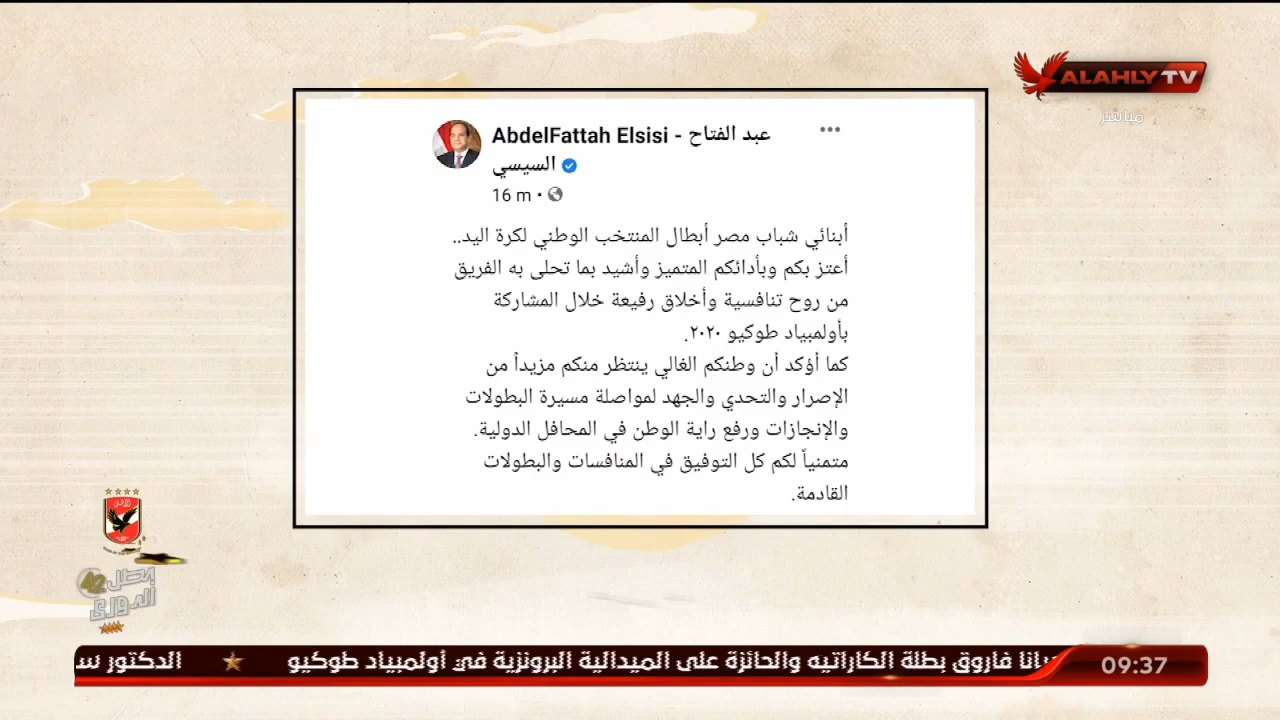 ALAHLY TV
مباشر
AbdelFattah Elsisi - عبد الفتاح
السيسي
16 m
أبنائي شباب مصر أبطال المنتخب الوطني لكرة اليد..
أعتز بكم وبأدائكم المتميز وأشيد بما تحلى به الفريق
من روح تنافسية وأخلاق رفيعة خلال المشاركة
بأولمبياد طوكيو ٢٠٢٠.
كما أؤكد أن وطنكم الغالي ينتظر منكم مزيداً من
الإصرار والتحدي والجهد لمواصلة مسيرة البطولات
والإنجازات ورفع راية الوطن في المحافل الدولية.
متمنياً لكم كل التوفيق في المنافسات والبطولات
القادمة.
بطل
الدوري
42
فاروق بطلة الكاراتيه والحائزة على الميدالية البرونزية في أولمبياد طوكيو
الدكتور
09:37